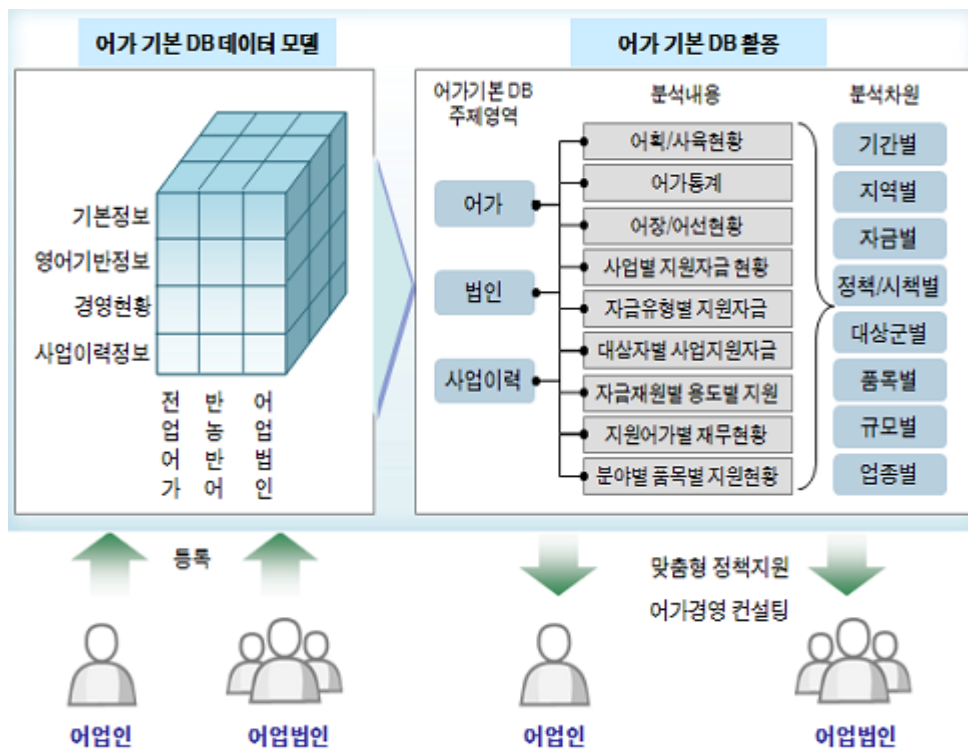 어가 기본 DB 데이터 모델
기본정보
영어기반정보
경영현황
사업이력정보
전업어가
반농반어
어업법인
어가 기본 DB 활용
어가기본 DB
주제영역
분석내용
분석차원
어가
법인
사업이력
어획/사육현황
어가통계
어장/어선현황
사업별 지원자금 현황
자금유형별 지원자금
대상자별 사업지원자금
자금재원별 용도별 지원
지원어가별 재무현황
분야별 품목별 지원현황
기간별
지역별
자금별
정책/시책별
대상군별
품목별
규모별
업종별
등록
맞춤형 정책지원
어가경영 컨설팅
어업인
어업법인
어업인
어업법인